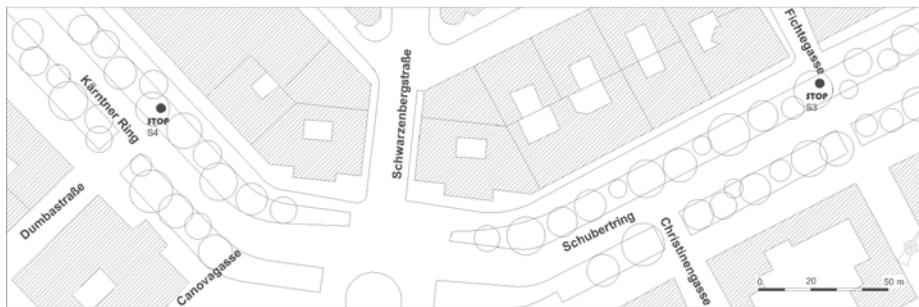 Kärntner Ring
STOP
S4
Dumbastraße
Canovagasse
Schwarzenbergstraße
Fichtegasse
STOP
S3
Schubertring
Christinengasse
0 20 50 m